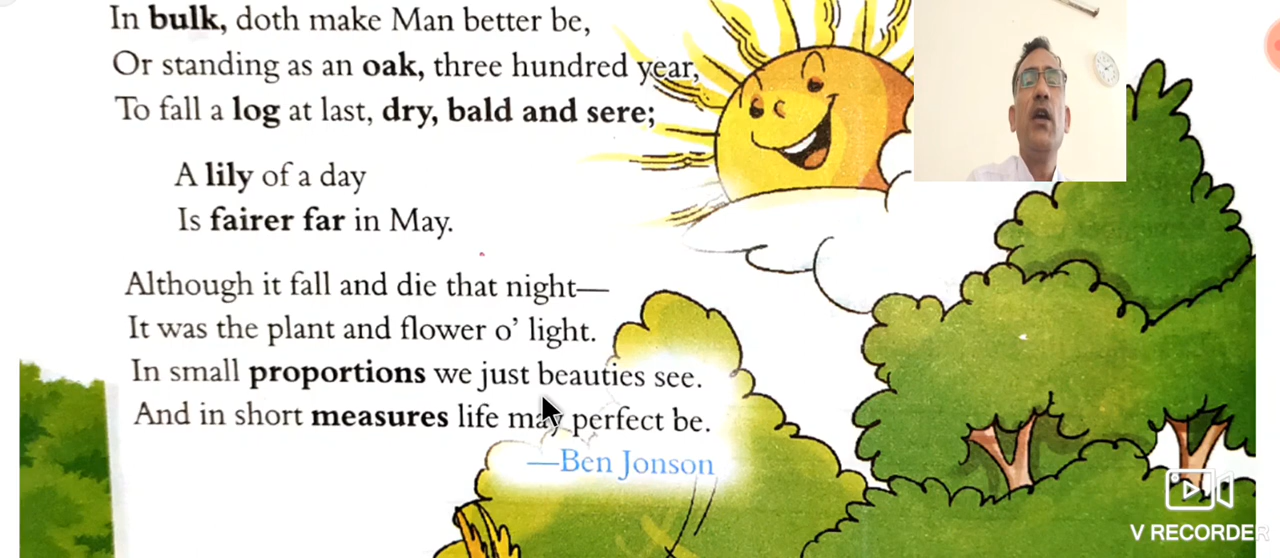 In bulk, doth make Man better be,
Or standing as an oak, three hundred year,
To fall a log at last, dry, bald and sere;
A lily of a day
Is fairer far in May.
Although it fall and die that night—
It was the plant and flower o' light.
In small proportions we just beauties see.
And in short measures life may perfect be.
—Ben Jonson
V RECORDER